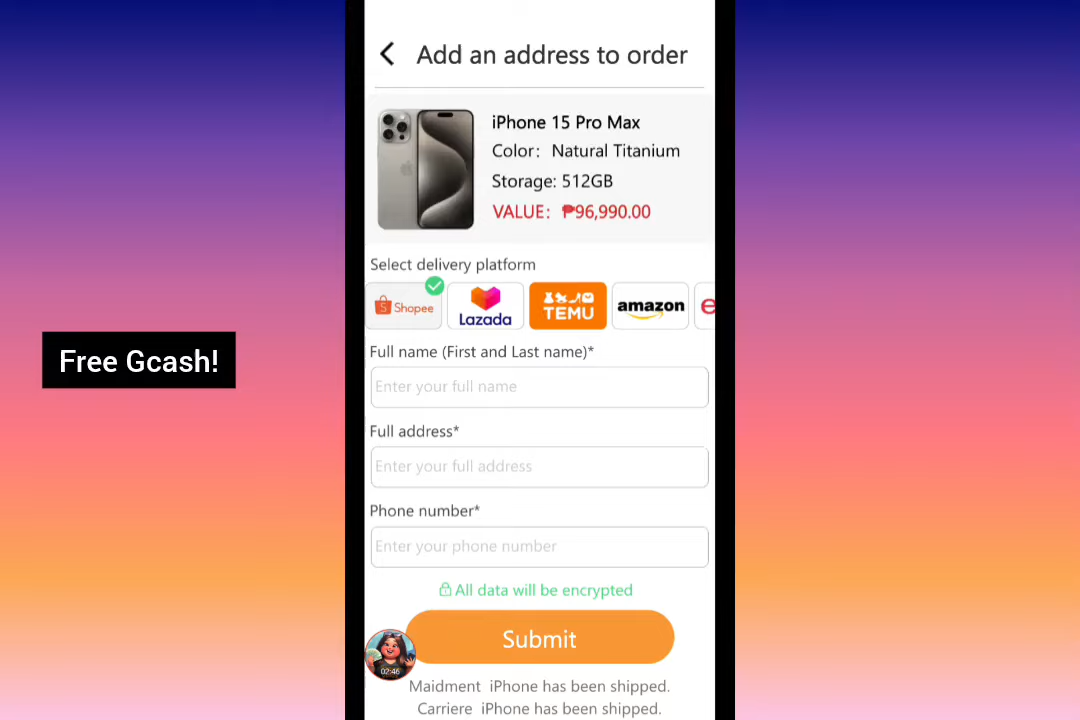 Add an address to order
iPhone 15 Pro Max
Color: Natural Titanium
Storage: 512GB
VALUE: ₱96,990.00
Select delivery platform
Shopee
Lazada
TEMU
amazon
e
Free Gcash!
Full name (First and Last name)*
Enter your full name
Full address*
Enter your full address
Phone number*
Enter your phone number
All data will be encrypted
Submit
02:46
Maidment iPhone has been shipped.
Carriere iPhone has been shipped.